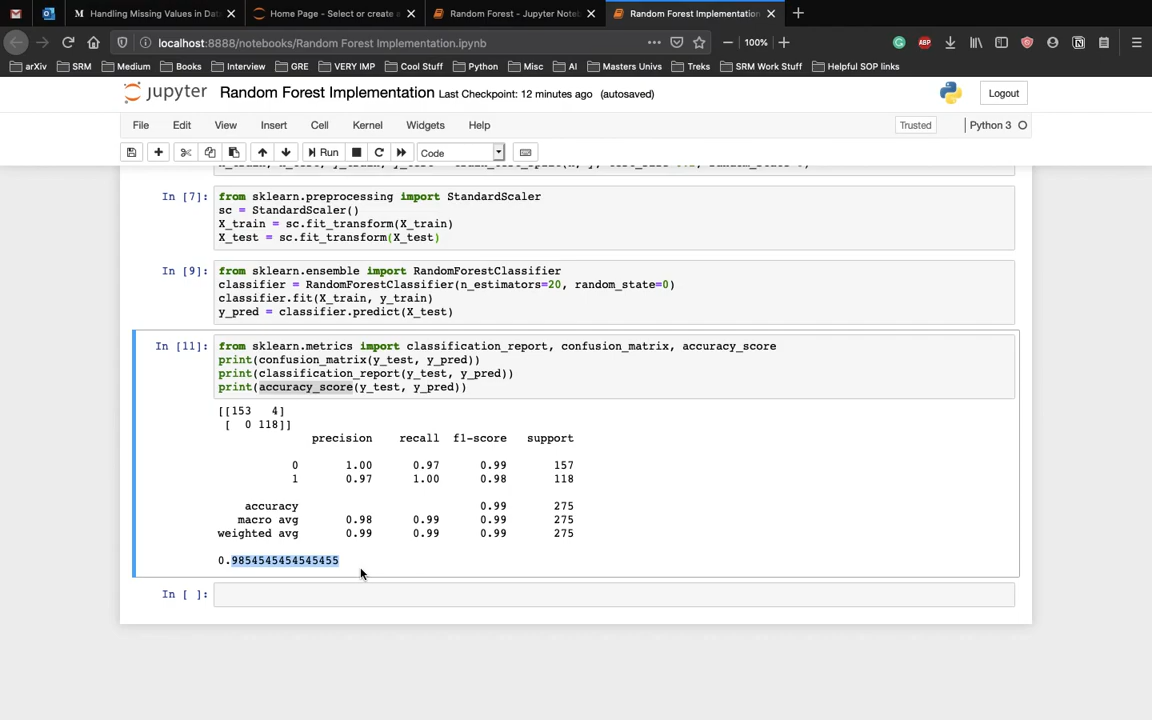 Handling Missing Values in Dat
Home Page - Select or create a
Random Forest - Jupyter Note
Random Forest Implementation
localhost:8888/notebooks/Random Forest Implementation.ipynb
100%
ABP
arXiv SRM Medium Books Interview GRE VERY IMP Cool Stuff Python Misc AI Masters Univs Treks SRM Work Stuff Helpful SOP links
jupyter Random Forest Implementation Last Checkpoint: 12 minutes ago (autosaved)
Logout
File Edit View Insert Cell Kernel Widgets Help
Trusted
Python 3
Run
Code
In [7]: from sklearn.preprocessing import StandardScaler
sc = StandardScaler()
X_train = sc.fit_transform(X_train)
X_test = sc.fit_transform(X_test)
In [9]: from sklearn.ensemble import RandomForestClassifier
classifier = RandomForestClassifier(n_estimators=20, random_state=0)
classifier.fit(X_train, y_train)
y_pred = classifier.predict(X_test)
In [11]: from sklearn.metrics import classification_report, confusion_matrix, accuracy_score
print(confusion_matrix(y_test, y_pred))
print(classification_report(y_test, y_pred))
print(accuracy_score(y_test, y_pred))
[[153 4]
[ 0 118]]
precision recall f1-score support
0 1.00 0.97 0.99 157
1 0.97 1.00 0.98 118
accuracy 0.99 275
macro avg 0.98 0.99 0.99 275
weighted avg 0.99 0.99 0.99 275
0.9854545454545455
In [ ]: